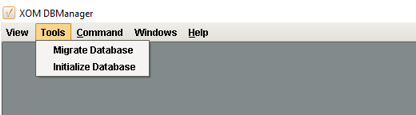 XOM DBManager
View Tools Command Windows Help
Migrate Database
Initialize Database